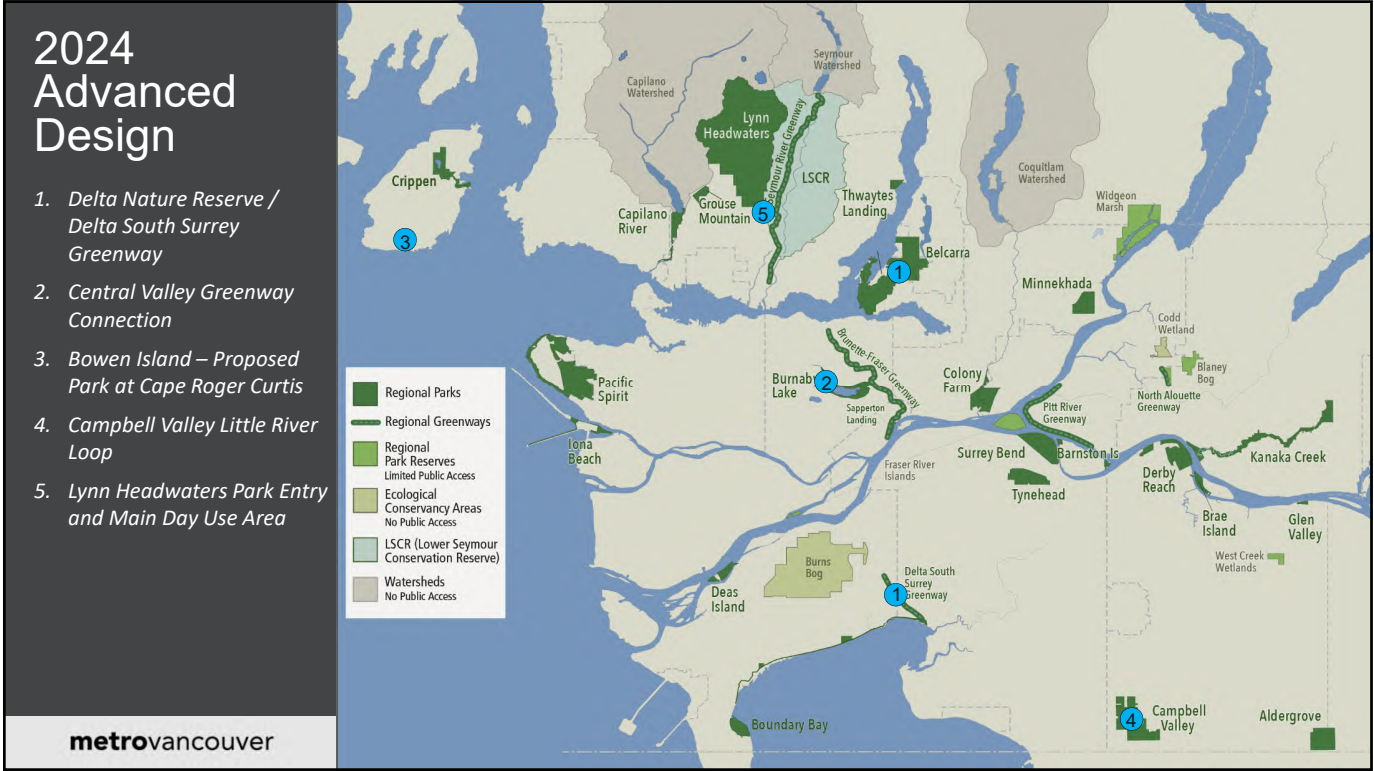 2024
Advanced
Design
1. Delta Nature Reserve /
Delta South Surrey
Greenway
2. Central Valley Greenway
Connection
3. Bowen Island – Proposed
Park at Cape Roger Curtis
4. Campbell Valley Little River
Loop
5. Lynn Headwaters Park Entry
and Main Day Use Area
metrovancouver
Regional Parks
Regional Greenways
Regional
Park Reserves
Limited Public Access
Ecological
Conservancy Areas
No Public Access
LSCR (Lower Seymour
Conservation Reserve)
Watersheds
No Public Access
Seymour
Watershed
Capilano
Watershed
Lynn
Headwaters
Seymour River Greenway
LSCR
Coquitlam
Watershed
Crippen
3
Capilano
River
Grouse
Mountain
5
Thwaytes
Landing
Widgeon
Marsh
Belcarra
1
Minnekhada
Codd
Wetland
Blaney
Bog
North Alouette
Greenway
Pacific
Spirit
Iona
Beach
Brunette-Fraser Greenway
Burnaby
Lake
2
Sapperton
Landing
Colony
Farm
Pitt River
Greenway
Fraser River
Islands
Surrey Bend
Barnston Is
Tynehead
Derby
Reach
Kanaka Creek
Brae
Island
Glen
Valley
West Creek
Wetlands
Burns
Bog
Deas
Island
Delta South
Surrey
Greenway
1
Boundary Bay
4
Campbell
Valley
Aldergrove